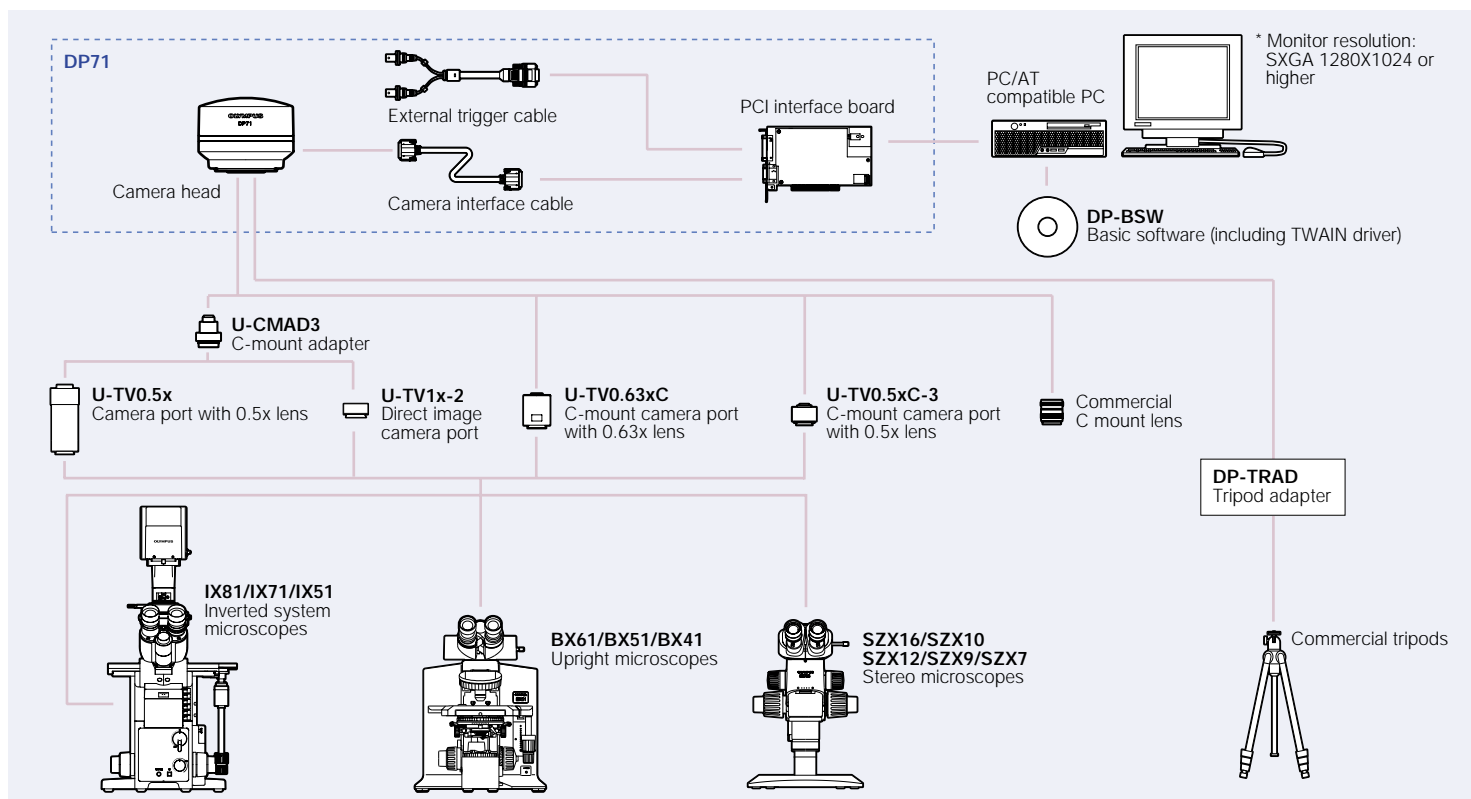 DP71
OLYMPUS
DP71
Camera head
External trigger cable
Camera interface cable
PCI interface board
PC/AT
compatible PC
* Monitor resolution:
SXGA 1280X1024 or
higher
DP-BSW
Basic software (including TWAIN driver)
U-CMAD3
C-mount adapter
U-TV0.5x
Camera port with 0.5x lens
U-TV1x-2
Direct image
camera port
U-TV0.63xC
C-mount camera port
with 0.63x lens
U-TV0.5xC-3
C-mount camera port
with 0.5x lens
Commercial
C mount lens
DP-TRAD
Tripod adapter
OLYMPUS
IX81/IX71/IX51
Inverted system
microscopes
BX61/BX51/BX41
Upright microscopes
SZX16/SZX10
SZX12/SZX9/SZX7
Stereo microscopes
Commercial tripods